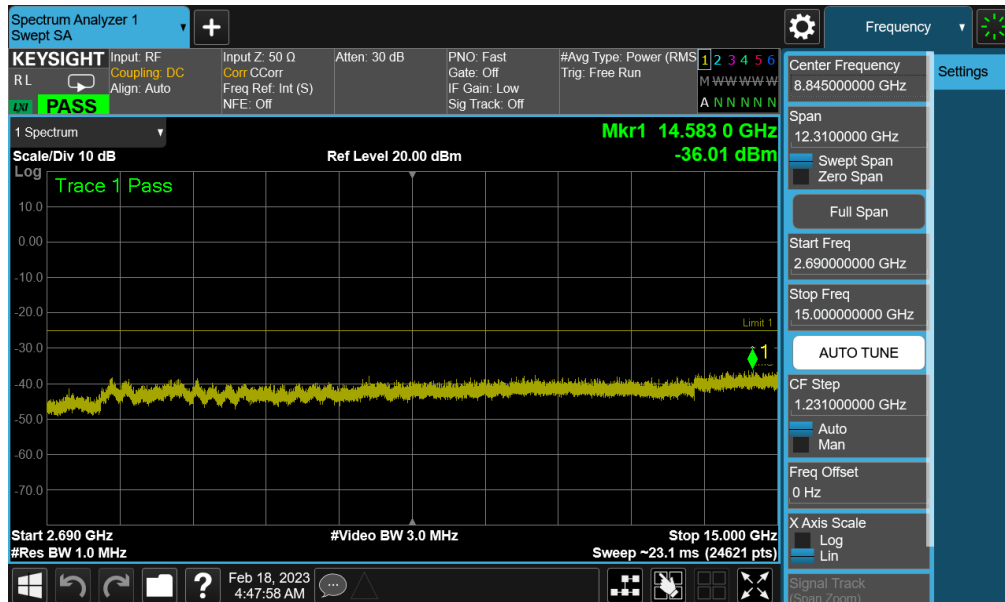 Spectrum Analyzer 1
Swept SA
Frequency
KEYSIGHT
R L
LXI PASS
Input: RF
Coupling: DC
Align: Auto
Input Z: 50 Ω
Corr CCorr
Freq Ref: Int (S)
NFE: Off
Atten: 30 dB
PNO: Fast
Gate: Off
IF Gain: Low
Sig Track: Off
#Avg Type: Power (RMS
Trig: Free Run
1 2 3 4 5 6
M W W W W W
A N N N N N
1 Spectrum
Scale/Div 10 dB
Ref Level 20.00 dBm
Mkr1 14.583 0 GHz
-36.01 dBm
Log
Trace 1 Pass
10.0
0.00
-10.0
-20.0
-30.0
-40.0
-50.0
-60.0
-70.0
Limit 1
1
Start 2.690 GHz
#Res BW 1.0 MHz
#Video BW 3.0 MHz
Stop 15.000 GHz
Sweep ~23.1 ms (24621 pts)
Feb 18, 2023
4:47:58 AM
Center Frequency
8.845000000 GHz
Span
12.3100000 GHz
Swept Span
Zero Span
Full Span
Start Freq
2.690000000 GHz
Stop Freq
15.000000000 GHz
AUTO TUNE
CF Step
1.231000000 GHz
Auto
Man
Freq Offset
0 Hz
X Axis Scale
Log
Lin
Signal Track
(Span Zoom)
Settings